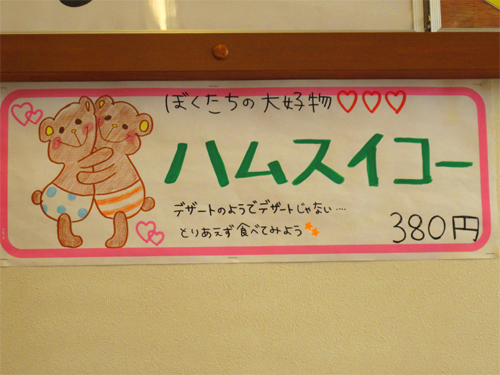 ぼくたちの大好物♡♡♡
ハムスイコー
デザートのようでデザートじゃない…
とりあえず食べてみよう
380円